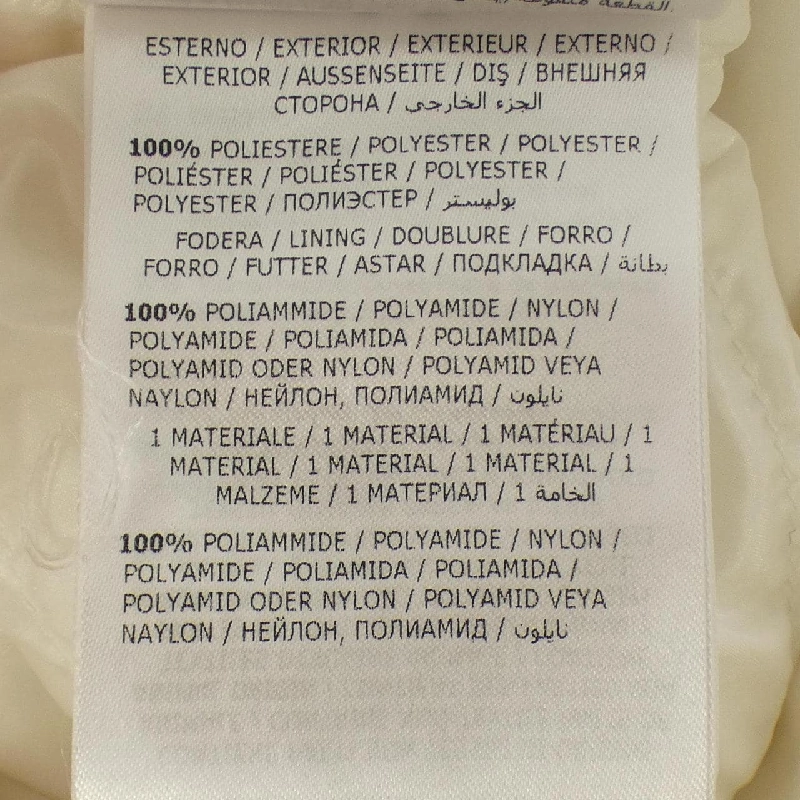 القطعة
ESTERNO / EXTERIOR / EXTERIEUR / EXTERNO /
EXTERIOR / AUSSENSEITE / DIŞ / ВНЕШНЯЯ
СТОРОНА / الجزء الخارجي
100% POLIESTERE / POLYESTER / POLYESTER /
POLIÉSTER / POLIÉSTER / POLYESTER /
POLYESTER / ПОЛИЭСТЕР / بوليستر
FODERA / LINING / DOUBLURE / FORRO /
FORRO / FUTTER / ASTAR / ПОДКЛАДКА / بطانة
100% POLIAMMIDE / POLYAMIDE / NYLON /
POLYAMIDE / POLIAMIDA / POLIAMIDA /
POLYAMID ODER NYLON / POLYAMID VEYA
NAYLON / НЕЙЛОН, ПОЛИАМИД / نايلون
1 MATERIALE / 1 MATERIAL / 1 MATÉRIAU / 1
MATERIAL / 1 MATERIAL / 1 MATERIAL / 1
MALZEME / 1 МАТЕРИАЛ / 1 الخامة
100% POLIAMMIDE / POLYAMIDE / NYLON /
POLYAMIDE / POLIAMIDA / POLIAMIDA /
POLYAMID ODER NYLON / POLYAMID VEYA
NAYLON / НЕЙЛОН, ПОЛИАМИД / نايلون